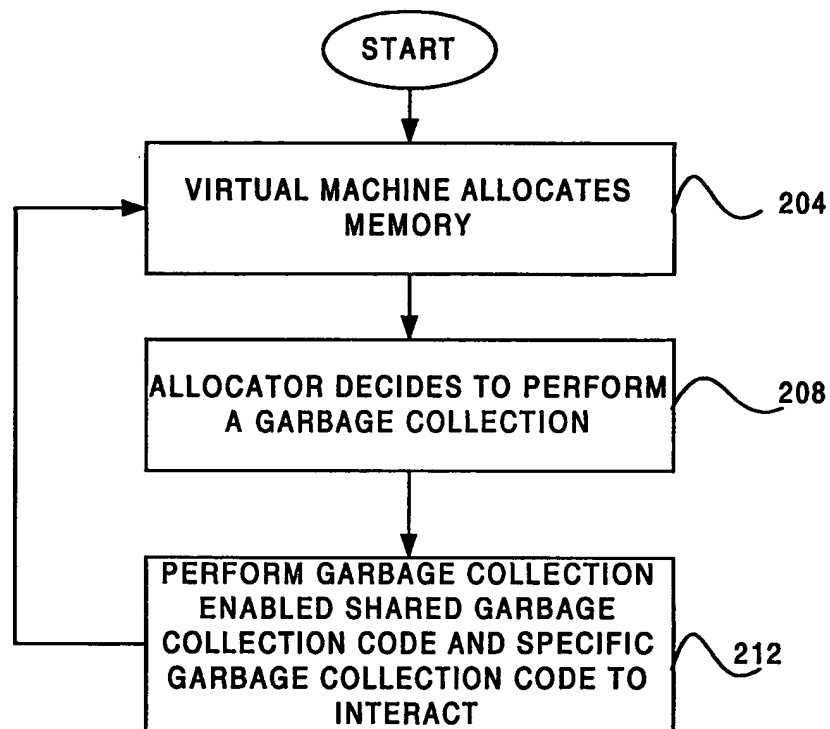 START
VIRTUAL MACHINE ALLOCATES
MEMORY
204
ALLOCATOR DECIDES TO PERFORM
A GARBAGE COLLECTION
208
PERFORM GARBAGE COLLECTION
ENABLED SHARED GARBAGE
COLLECTION CODE AND SPECIFIC
GARBAGE COLLECTION CODE TO
INTERACT
212